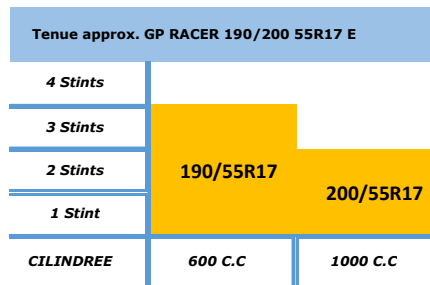 Tenue approx. GP RACER 190/200 55R17 E
4 Stints
3 Stints
2 Stints
190/55R17
200/55R17
1 Stint
CILINDREE
600 C.C
1000 C.C